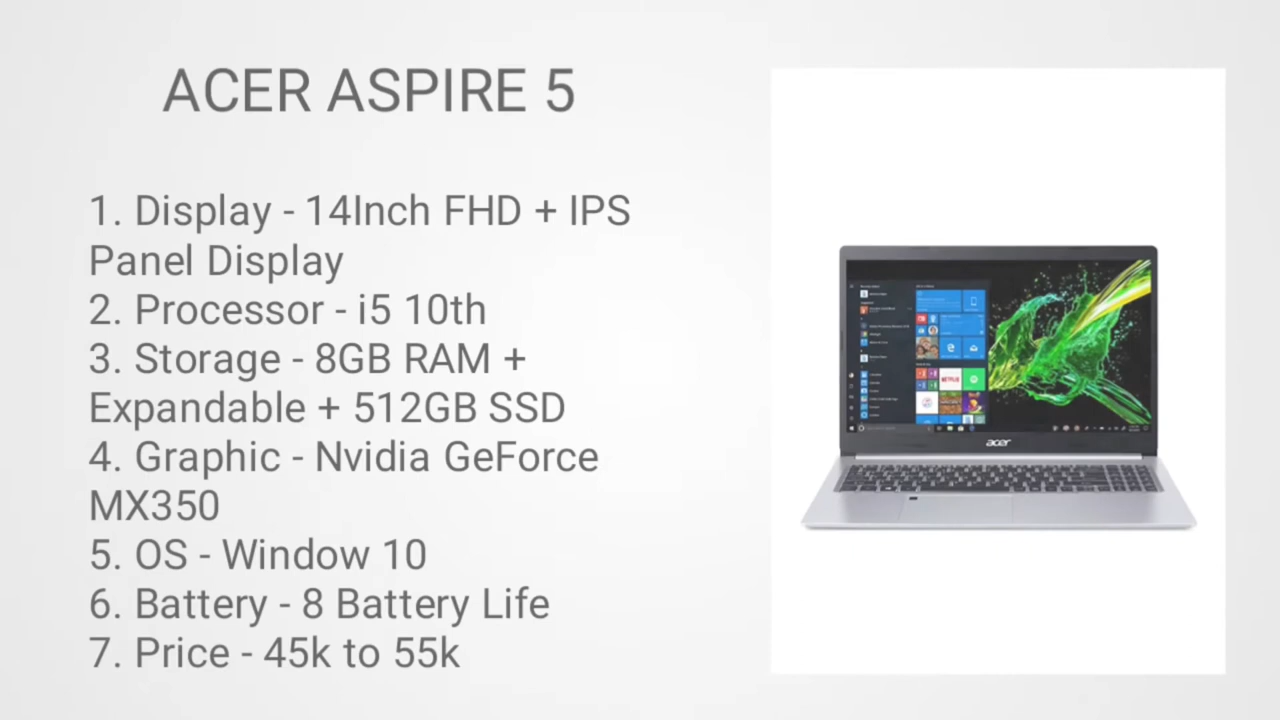 ACER ASPIRE 5
1. Display - 14Inch FHD + IPS
Panel Display
2. Processor - i5 10th
3. Storage - 8GB RAM +
Expandable + 512GB SSD
4. Graphic - Nvidia GeForce
MX350
5. OS - Window 10
6. Battery - 8 Battery Life
7. Price - 45k to 55k
NETFLIX
acer